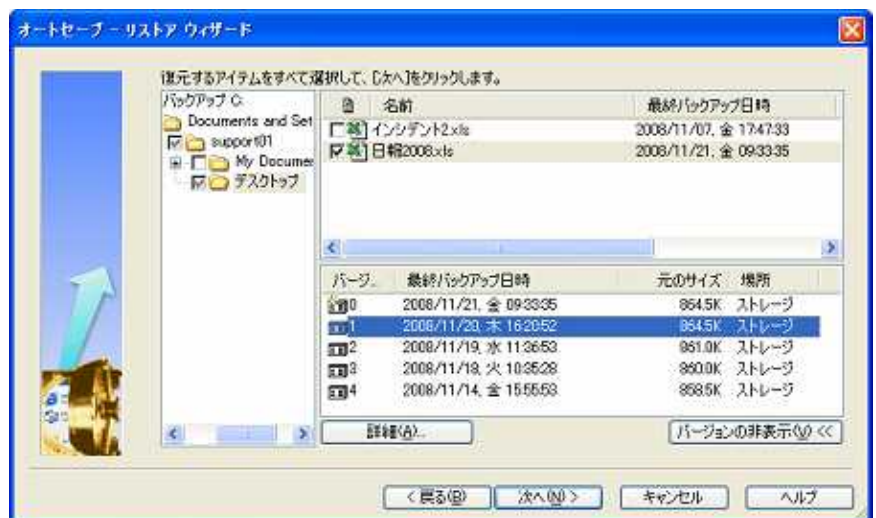 オートセーブ - リストア ウィザード
復元するアイテムをすべて選択して、[次へ]をクリックします。
バックアップ C:
Documents and Set
support01
My Documen
デスクトップ
名前 最終バックアップ日時
インシデント2.xls 2008/11/07, 金 17:47:33
日報2008.xls 2008/11/21, 金 09:33:35
バージ... 最終バックアップ日時 元のサイズ 場所
0 2008/11/21, 金 09:33:35 864.5K ストレージ
1 2008/11/20, 木 16:20:52 864.5K ストレージ
2 2008/11/19, 水 11:36:53 861.0K ストレージ
3 2008/11/18, 火 10:35:28 860.0K ストレージ
4 2008/11/14, 金 15:55:53 858.5K ストレージ
詳細(A)... バージョンの非表示(V) <<
< 戻る(B) 次へ(N) > キャンセル ヘルプ